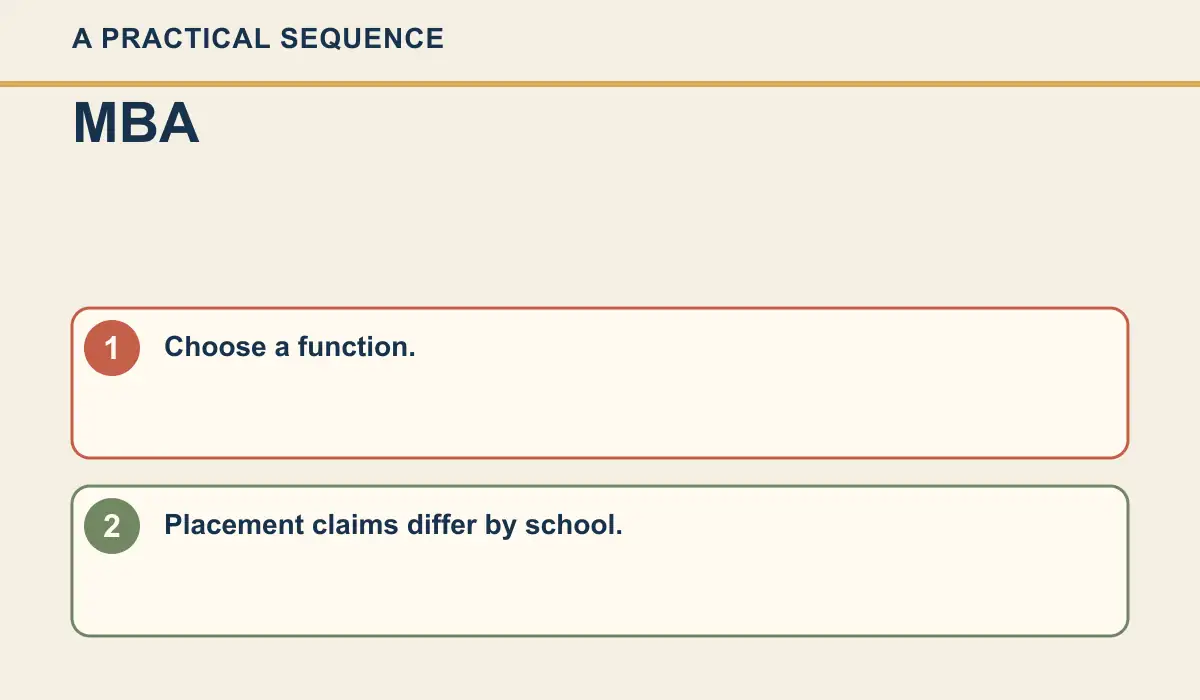 A PRACTICAL SEQUENCE
MBA
1 Choose a function.
2 Placement claims differ by school.